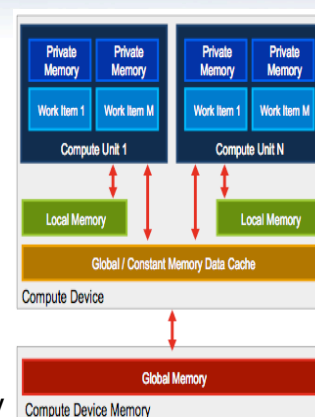 Private Memory Private Memory Private Memory Private Memory
Work Item 1 Work Item M Work Item 1 Work Item M
Compute Unit 1 Compute Unit N
Local Memory Local Memory
Global / Constant Memory Data Cache
Compute Device
Global Memory
Compute Device Memory